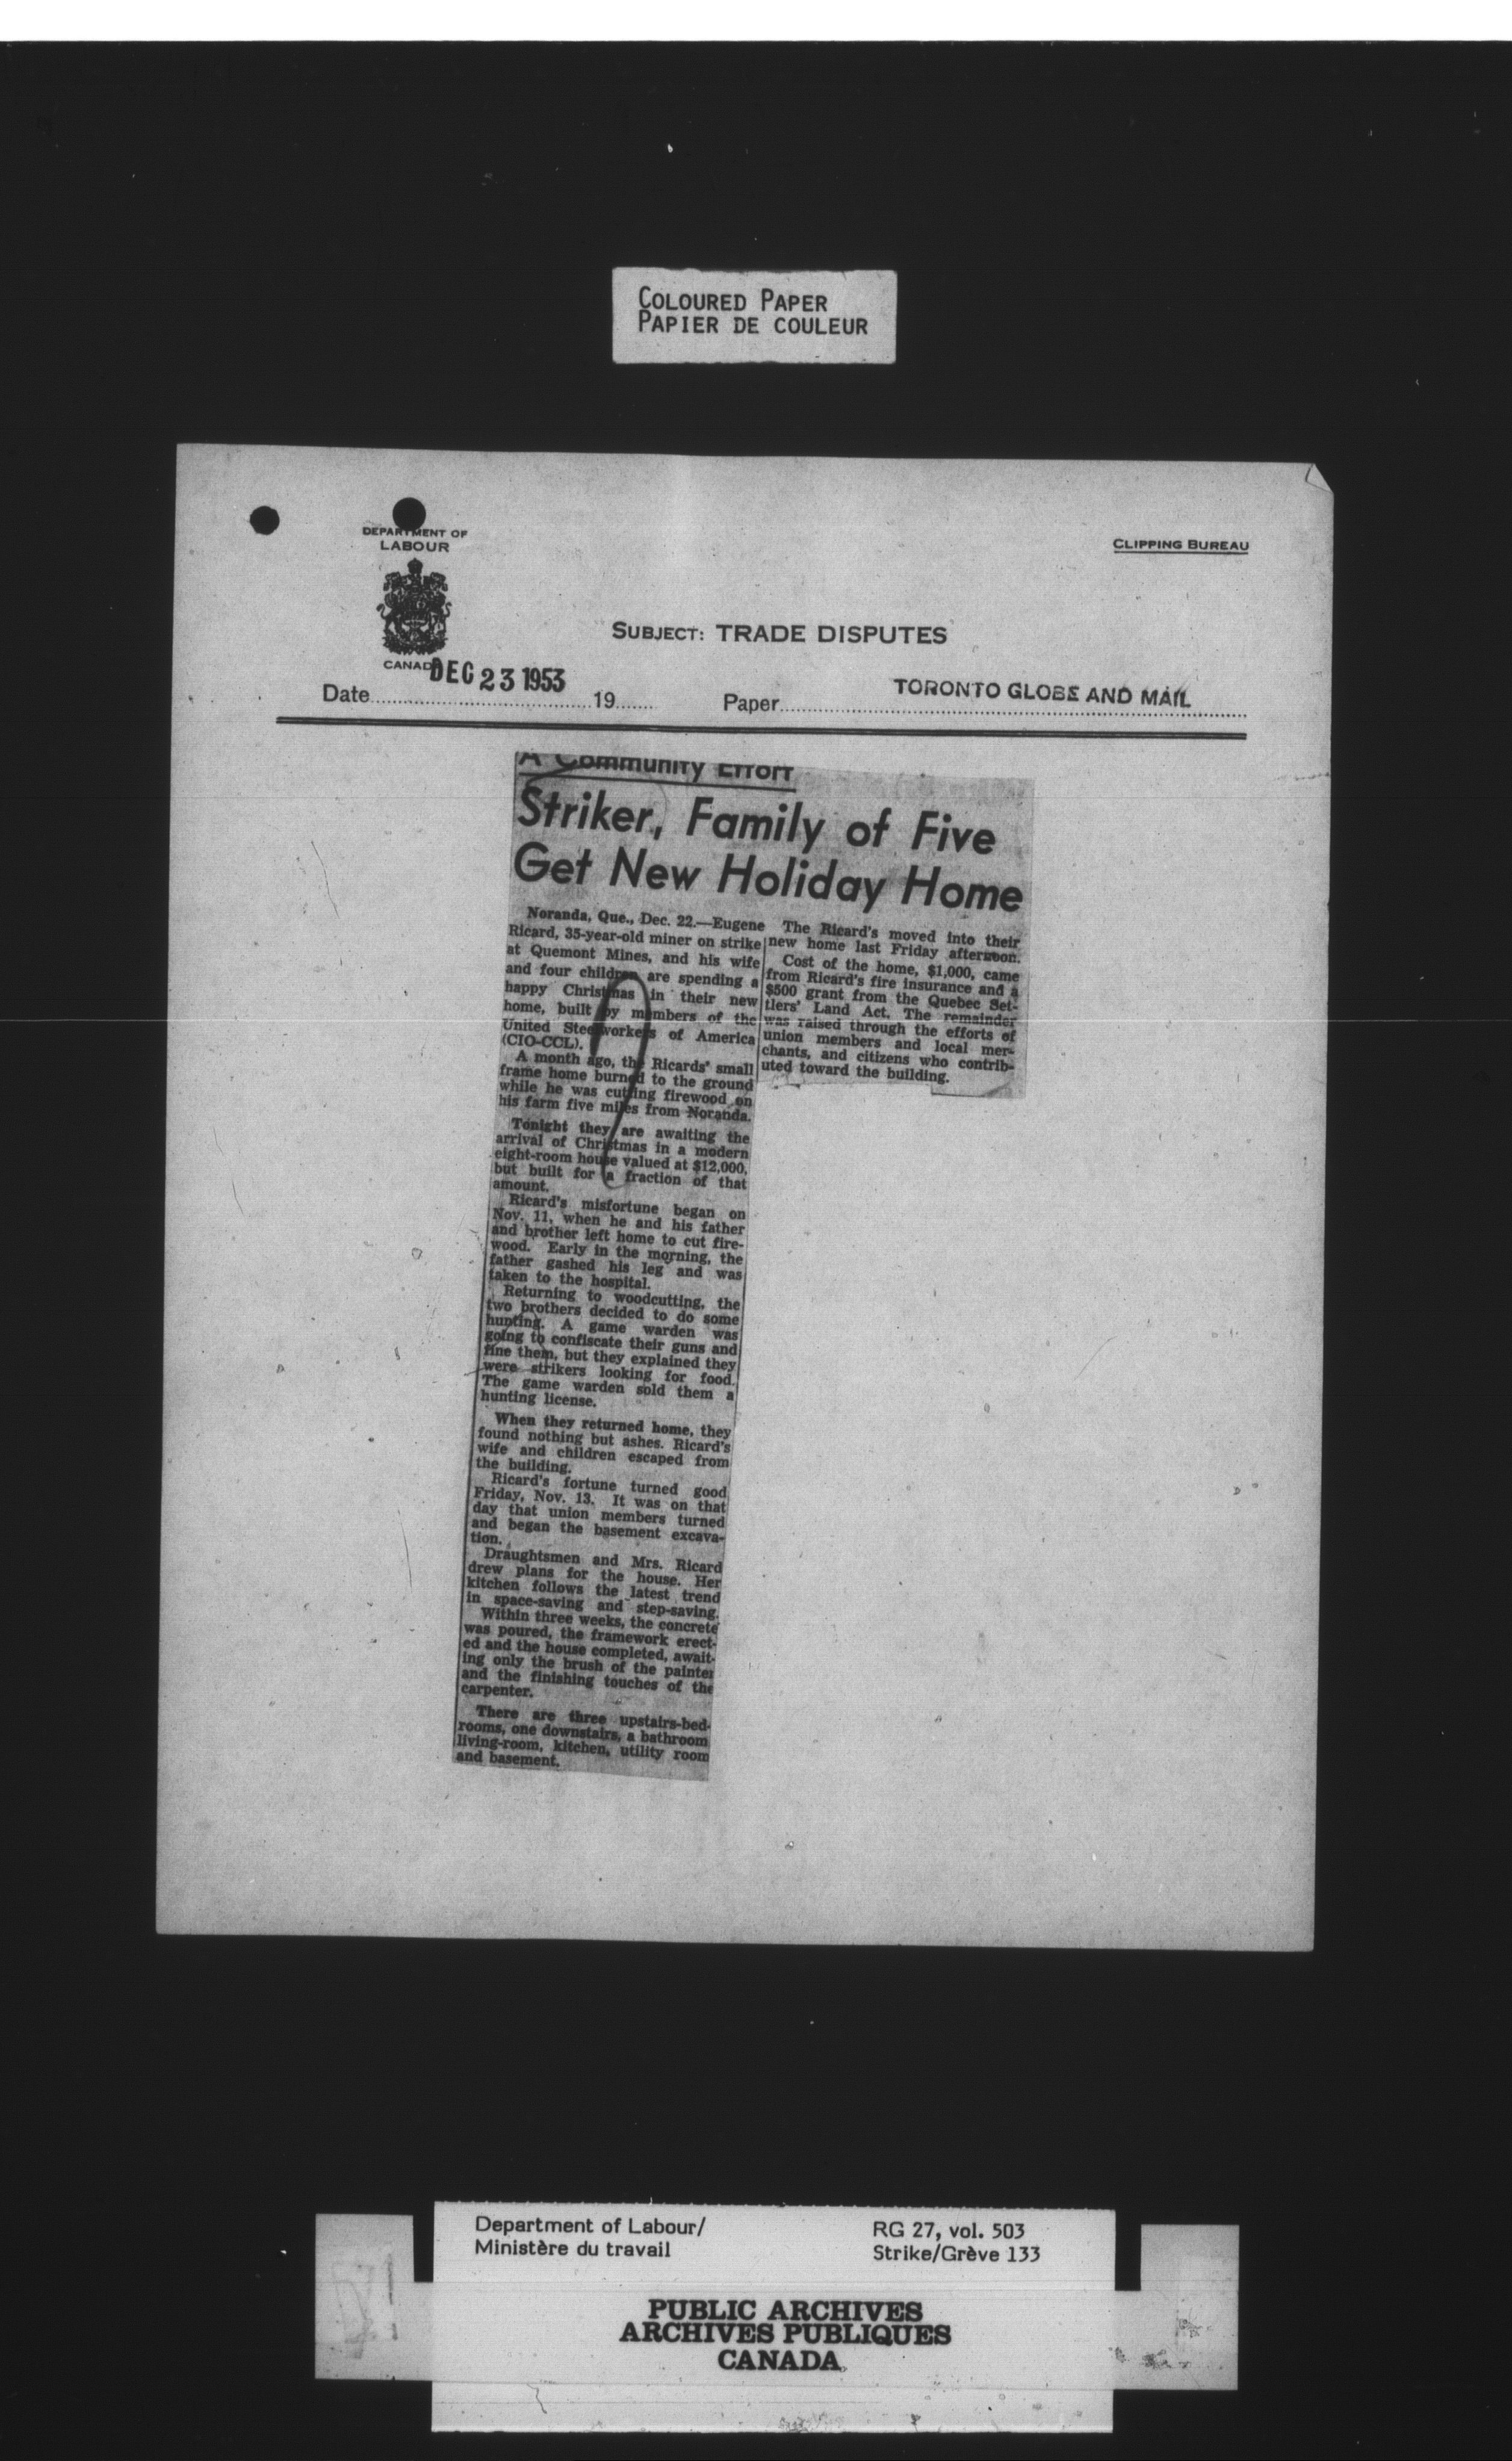 COLOURED PAPER
PAPIER DE COULEUR
DEPARTMENT OF
LABOUR
CANADA
CLIPPING BUREAU
SUBJECT: TRADE DISPUTES
Date DEC 23 1953 19 Paper TORONTO GLOBE AND MAIL
A Community Effort
Striker, Family of Five
Get New Holiday Home
Noranda, Que., Dec. 22.—Eugene
Ricard, 35-year-old miner on strike
at Quemont Mines, and his wife
and four children are spending a
happy Christmas in their new
home, built by members of the
United Steelworkers of America
(CIO-CCL).
A month ago, the Ricards' small
frame home burned to the ground
while he was cutting firewood on
his farm five miles from Noranda.
Tonight they are awaiting the
arrival of Christmas in a modern
eight-room house valued at $12,000,
but built for a fraction of that
amount.
Ricard's misfortune began on
Nov. 11, when he and his father
and brother left home to cut fire-
wood. Early in the morning, the
father gashed his leg and was
taken to the hospital.
Returning to woodcutting, the
two brothers decided to do some
hunting. A game warden was
going to confiscate their guns and
fine them, but they explained they
were strikers looking for food.
The game warden sold them a
hunting license.
When they returned home, they
found nothing but ashes. Ricard's
wife and children escaped from
the building.
Ricard's fortune turned good
Friday, Nov. 13. It was on that
day that union members turned
and began the basement excava-
tion.
Draughtsmen and Mrs. Ricard
drew plans for the house. Her
kitchen follows the latest trend
in space-saving and step-saving.
Within three weeks, the concrete
was poured, the framework erect-
ed and the house completed, await-
ing only the brush of the painter
and the finishing touches of the
carpenter.
There are three upstairs-bed-
rooms, one downstairs, a bathroom
living-room, kitchen, utility room
and basement.
The Ricard's moved into their
new home last Friday afternoon.
Cost of the home, $1,000, came
from Ricard's fire insurance and a
$500 grant from the Quebec Set-
tlers' Land Act. The remainder
was raised through the efforts of
union members and local mer-
chants, and citizens who contrib-
uted toward the building.
Department of Labour/
Ministère du travail
RG 27, vol. 503
Strike/Grève 133
PUBLIC ARCHIVES
ARCHIVES PUBLIQUES
CANADA